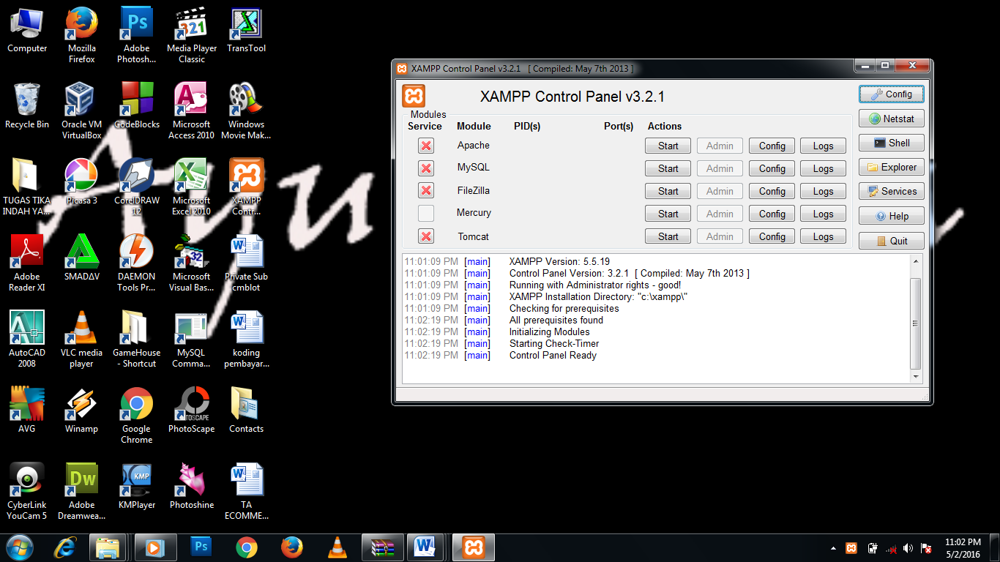 Computer
Mozilla
Firefox
Adobe
Photosh...
Media Player
Classic
TransTool
Recycle Bin
Oracle VM
VirtualBox
CodeBlocks
Microsoft
Access 2010
Windows
Movie Mak...
TUGAS TIKA
INDAH YA...
Picasa 3
CorelDRAW
12
Microsoft
Excel 2010
XAMPP
Contr...
Adobe
Reader XI
SMADΔV
DAEMON
Tools Pr...
Microsoft
Visual Bas...
Private Sub
cmblot
AutoCAD
2008
VLC media
player
GameHouse
- Shortcut
MySQL
Comma...
koding
pembayar...
AVG
Winamp
Google
Chrome
PhotoScape
Contacts
CyberLink
YouCam 5
Adobe
Dreamwea...
KMPlayer
Photoshine
TA
ECOMME...
XAMPP Control Panel v3.2.1 [ Compiled: May 7th 2013 ]
XAMPP Control Panel v3.2.1
Config
Netstat
Shell
Explorer
Services
Help
Quit
Modules
Service Module PID(s) Port(s) Actions
Apache Start Admin Config Logs
MySQL Start Admin Config Logs
FileZilla Start Admin Config Logs
Mercury Start Admin Config Logs
Tomcat Start Admin Config Logs
11:01:09 PM [main] XAMPP Version: 5.5.19
11:01:09 PM [main] Control Panel Version: 3.2.1 [ Compiled: May 7th 2013 ]
11:01:09 PM [main] Running with Administrator rights - good!
11:01:09 PM [main] XAMPP Installation Directory: "c:\xampp\"
11:01:09 PM [main] Checking for prerequisites
11:02:19 PM [main] All prerequisites found
11:02:19 PM [main] Initializing Modules
11:02:19 PM [main] Starting Check-Timer
11:02:19 PM [main] Control Panel Ready
11:02 PM
5/2/2016